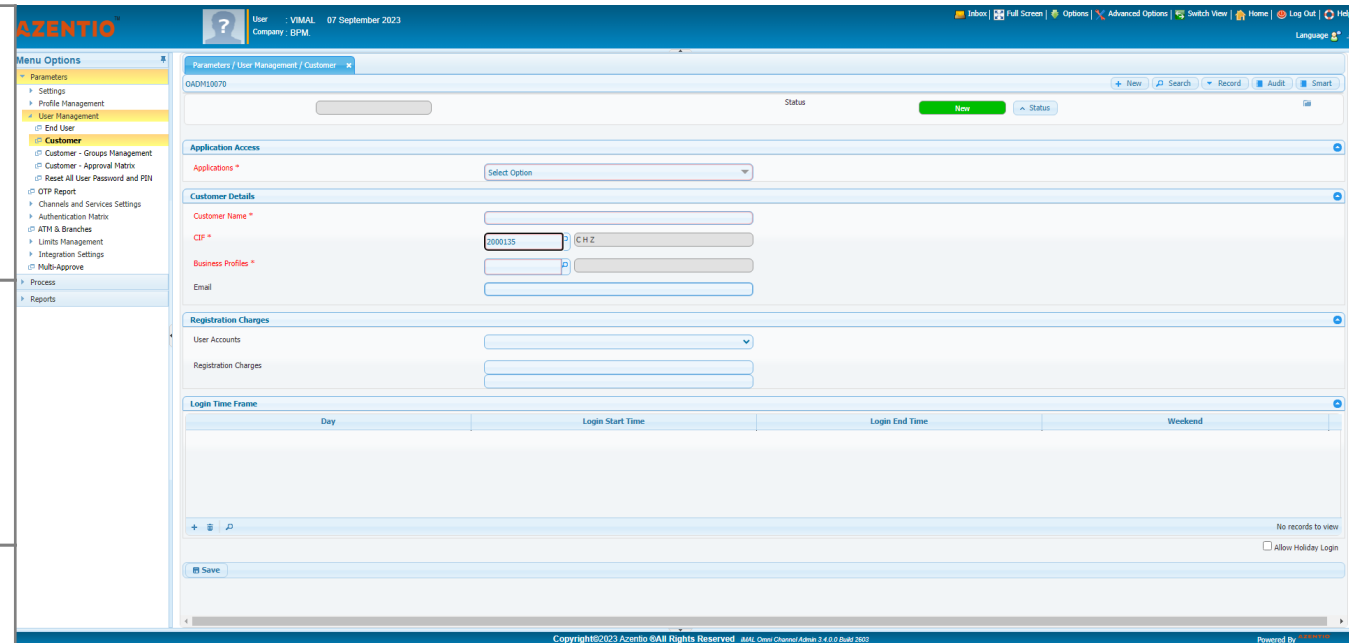 AZENTIO
User : VIMAL 07 September 2023
Company : BPM.
Inbox | Full Screen | Options | Advanced Options | Switch View | Home | Log Out | Hel
Language
Menu Options
Parameters
Settings
Profile Management
User Management
End User
Customer
Customer - Groups Management
Customer - Approval Matrix
Reset All User Password and PIN
OTP Report
Channels and Services Settings
Authentication Matrix
ATM & Branches
Limits Management
Integration Settings
Multi-Approve
Process
Reports
Parameters / User Management / Customer x
OADM10070
+ New Search Record Audit Smart
Status New Status
Application Access
Applications * Select Option
Customer Details
Customer Name *
CIF * 2000135 C H Z
Business Profiles *
Email
Registration Charges
User Accounts
Registration Charges
Login Time Frame
Day Login Start Time Login End Time Weekend
No records to view
Allow Holiday Login
Save
Copyright©2023 Azentio ®All Rights Reserved iMAL Omni Channel Admin 3.4.0.0 Build 2603
Powered By AZENTIO